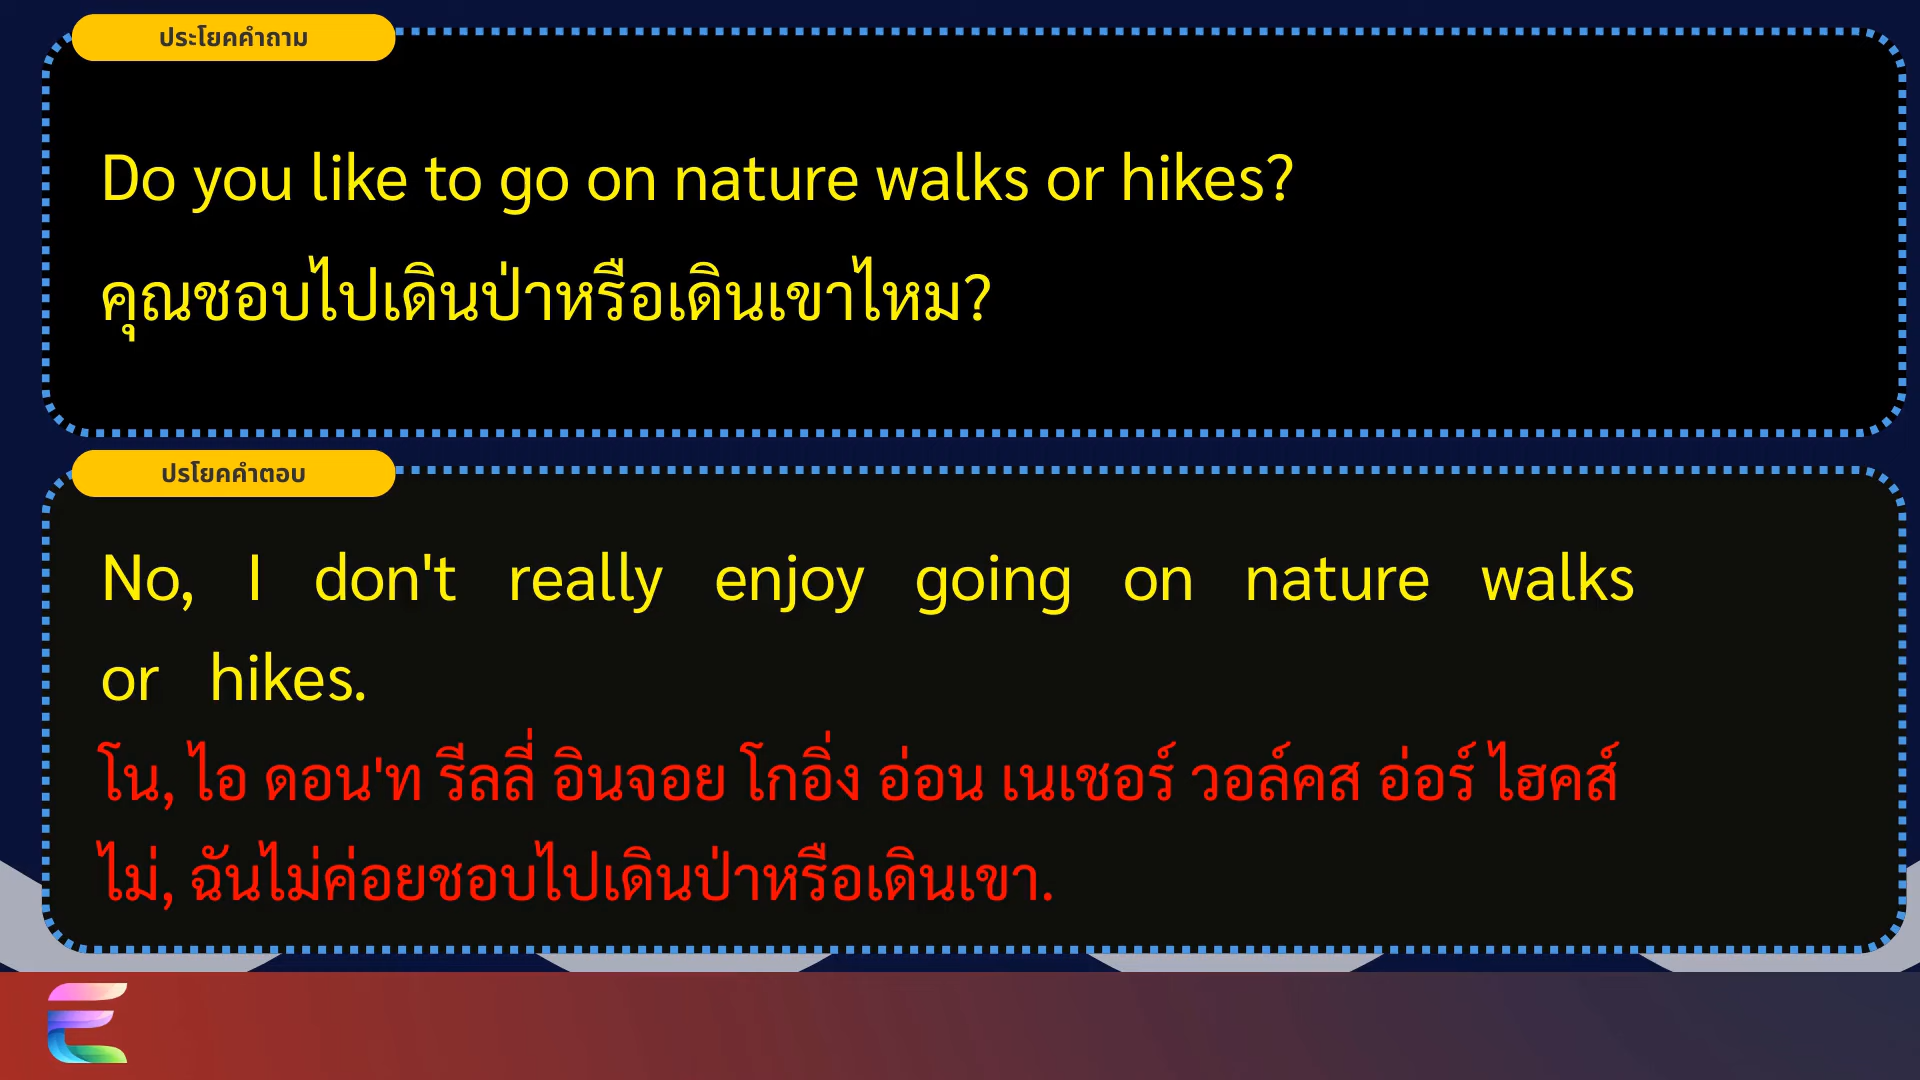 ประโยคคำถาม
Do you like to go on nature walks or hikes?
คุณชอบไปเดินป่าหรือเดินเขาไหม?
ปรโยคคำตอบ
No, I don't really enjoy going on nature walks
or hikes.
โน, ไอ ดอน'ท รีลลี่ อินจอย โกอิ่ง อ่อน เนเชอร์ วอล์คส อ่อร์ ไฮคส์
ไม่, ฉันไม่ค่อยชอบไปเดินป่าหรือเดินเขา.